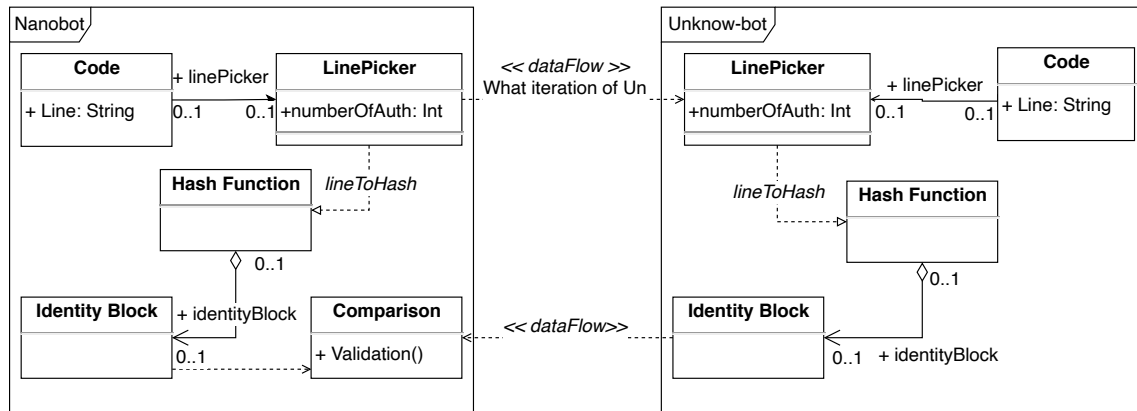 Nanobot
Code
+ Line: String
+ linePicker
0..1
0..1
LinePicker
+numberOfAuth: Int
lineToHash
Hash Function
0..1
Identity Block
+ identityBlock
0..1
Comparison
+ Validation()
<< dataFlow >>
What iteration of Un
<< dataFlow>>
Unknow-bot
LinePicker
+numberOfAuth: Int
+ linePicker
0..1
0..1
Code
+ Line: String
lineToHash
Hash Function
0..1
Identity Block
0..1
+ identityBlock